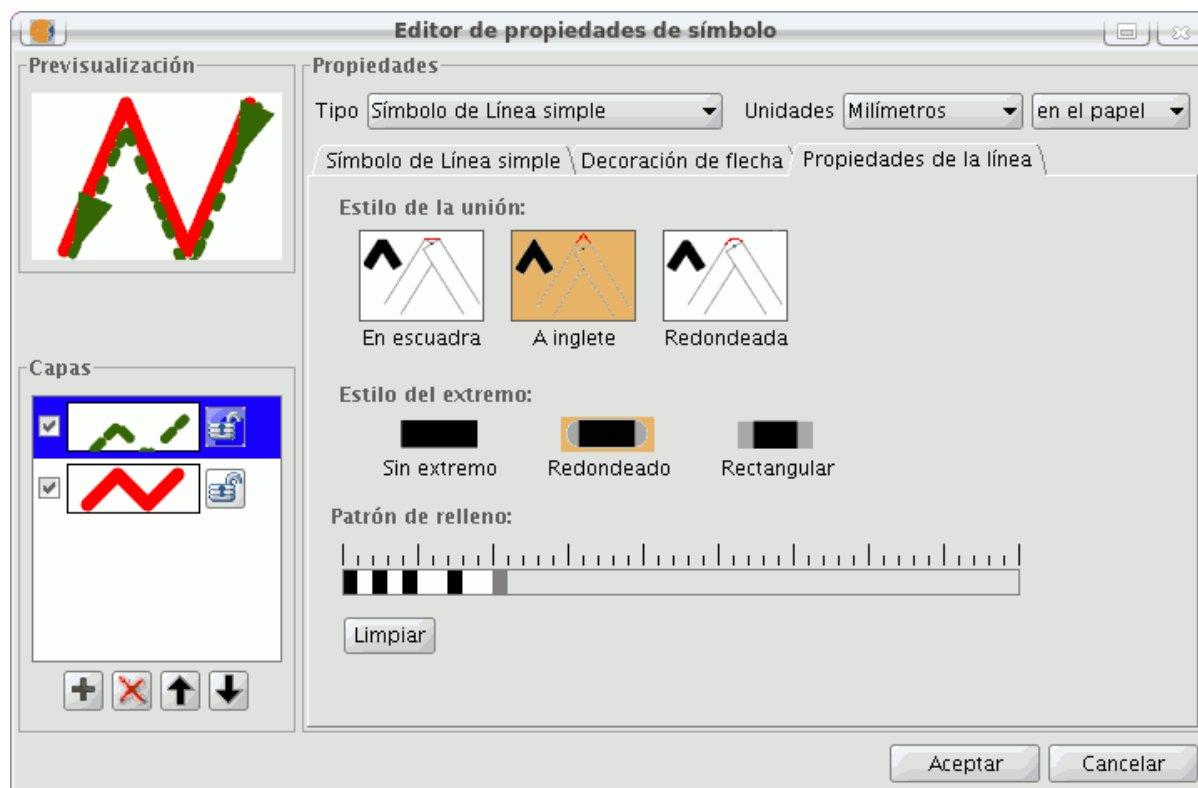 Editor de propiedades de símbolo
Previsualización
Propiedades
Tipo Símbolo de Línea simple Unidades Milímetros en el papel
Símbolo de Línea simple Decoración de flecha Propiedades de la línea
Estilo de la unión:
En escuadra A inglete Redondeada
Capas
Estilo del extremo:
Sin extremo Redondeado Rectangular
Patrón de relleno:
Limpiar
Aceptar Cancelar